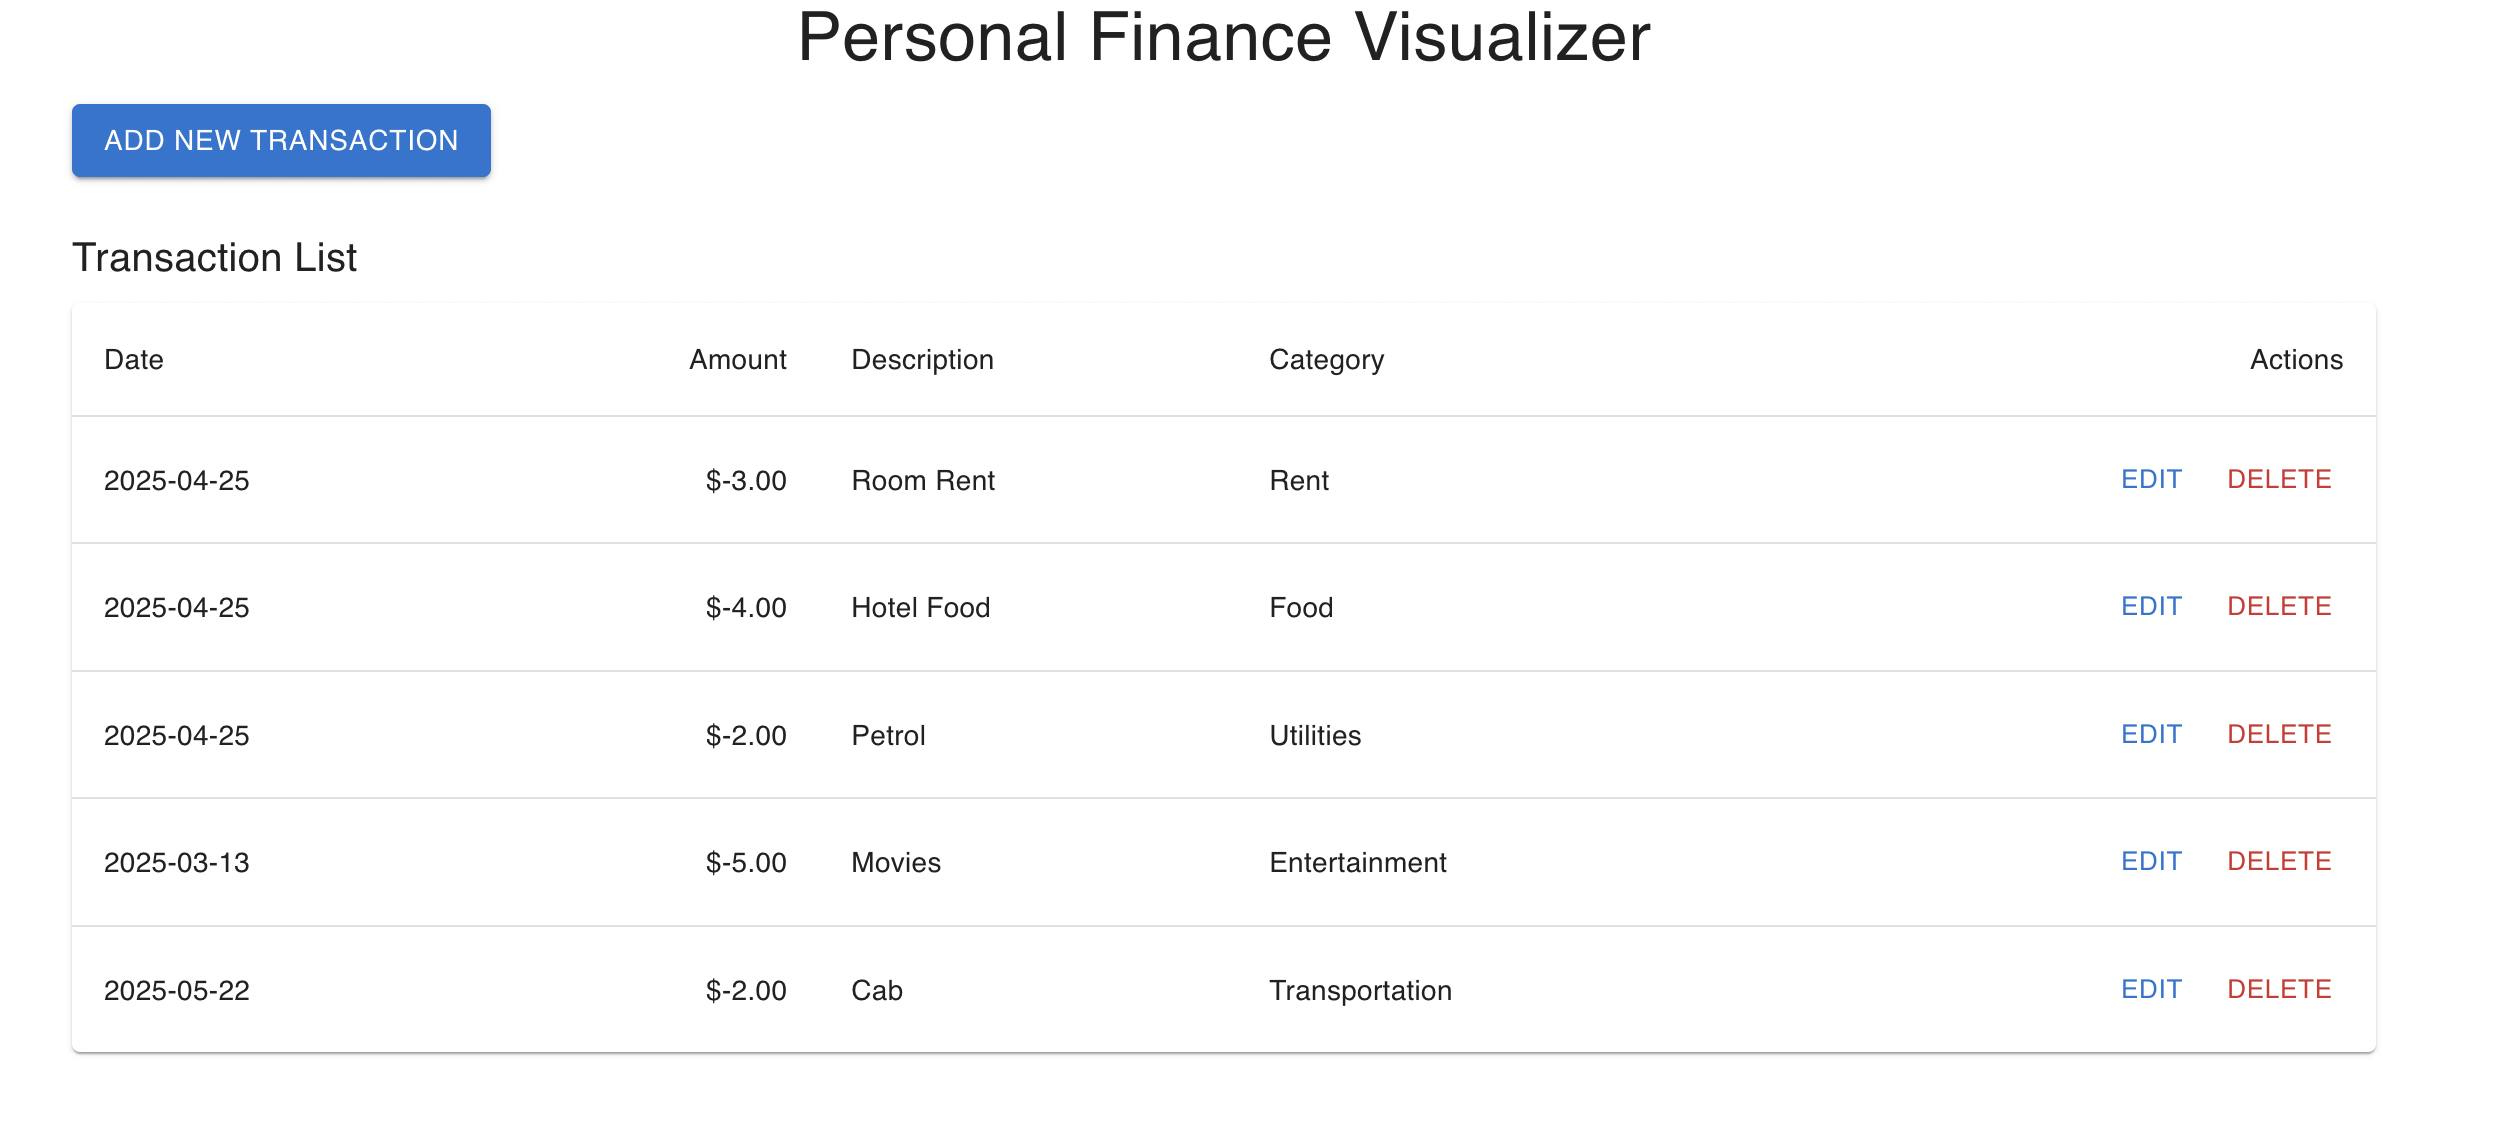 Personal Finance Visualizer
ADD NEW TRANSACTION
Transaction List
Date Amount Description Category Actions
2025-04-25 $-3.00 Room Rent Rent EDIT DELETE
2025-04-25 $-4.00 Hotel Food Food EDIT DELETE
2025-04-25 $-2.00 Petrol Utilities EDIT DELETE
2025-03-13 $-5.00 Movies Entertainment EDIT DELETE
2025-05-22 $-2.00 Cab Transportation EDIT DELETE